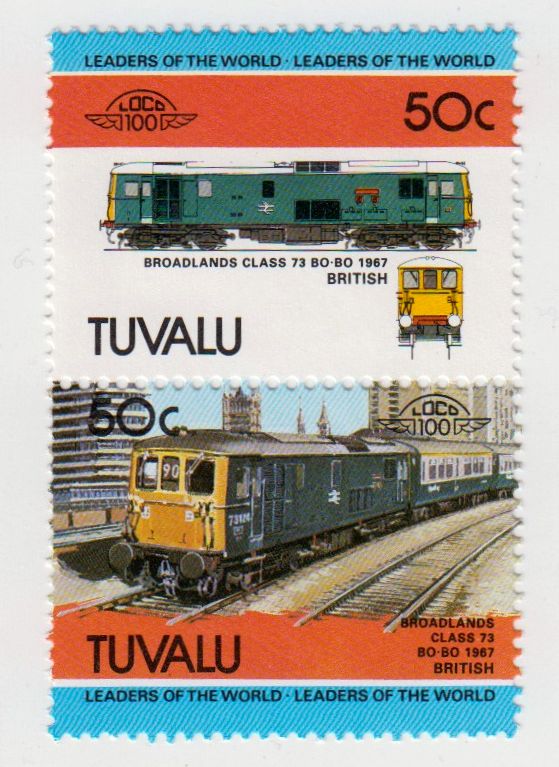 LEADERS OF THE WORLD · LEADERS OF THE WORLD
LOCO
100
50c
BROADLANDS CLASS 73 BO-BO 1967
BRITISH
TUVALU
50c
LOCO
100
90
BROADLANDS
CLASS 73
BO-BO 1967
BRITISH
TUVALU
LEADERS OF THE WORLD · LEADERS OF THE WORLD